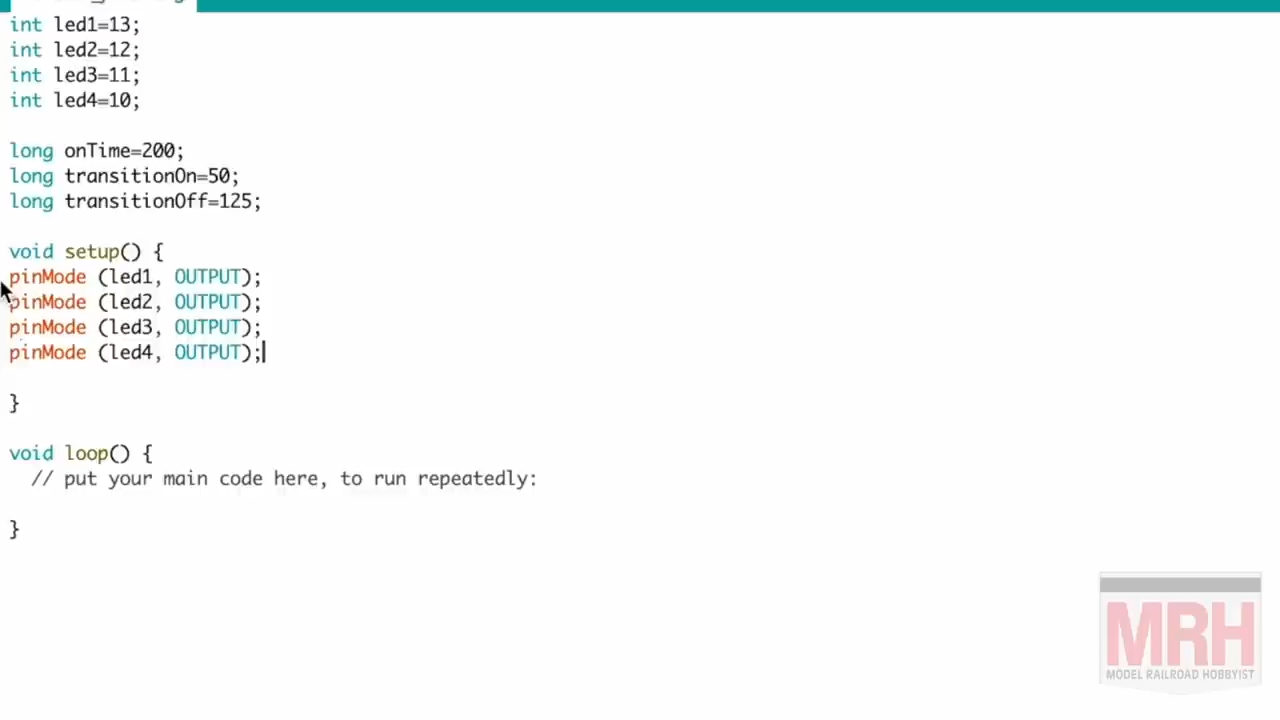 int led1=13;
int led2=12;
int led3=11;
int led4=10;
long onTime=200;
long transitionOn=50;
long transitionOff=125;
void setup() {
pinMode (led1, OUTPUT);
pinMode (led2, OUTPUT);
pinMode (led3, OUTPUT);
pinMode (led4, OUTPUT);
}
void loop() {
// put your main code here, to run repeatedly:
}
MRH
MODEL RAILROAD HOBBYIST